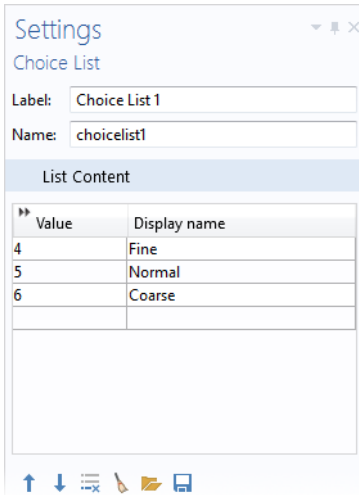 Settings
Choice List
Label: Choice List 1
Name: choicelist1
List Content
Value Display name
4 Fine
5 Normal
6 Coarse